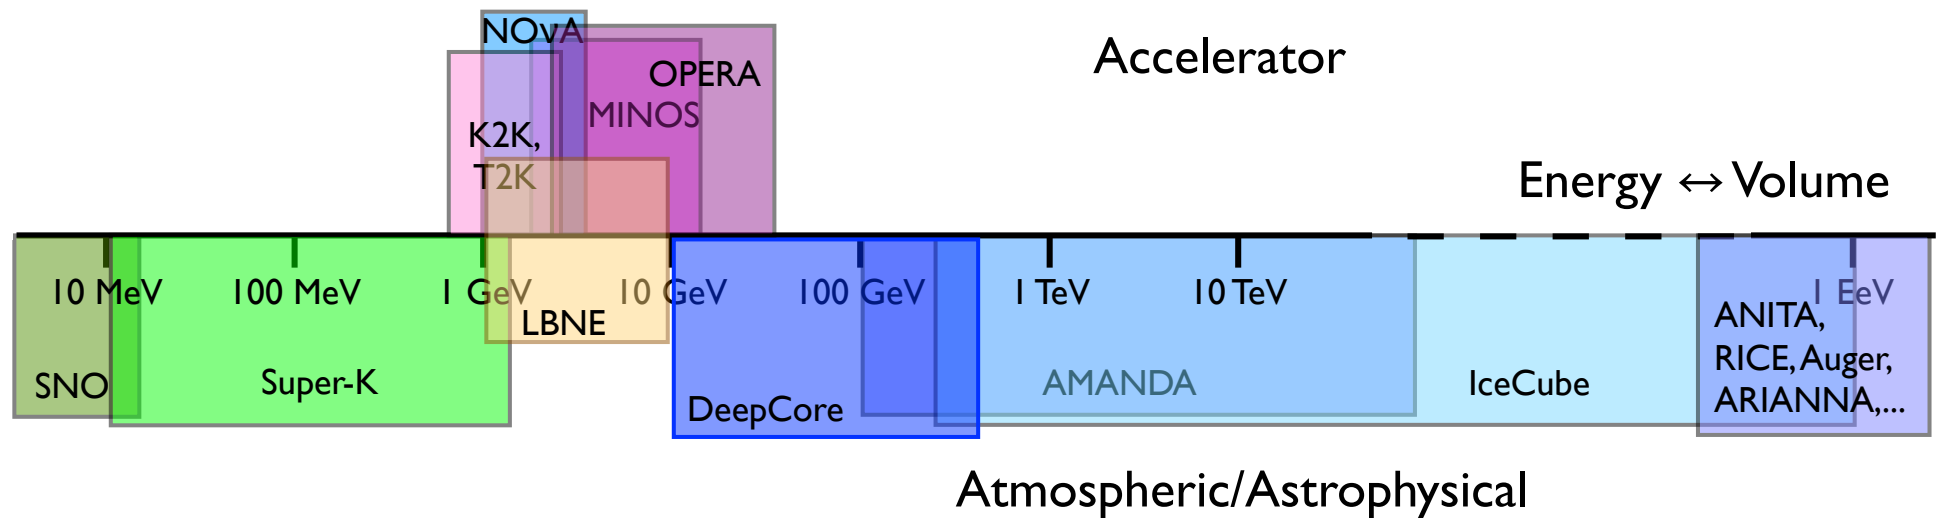 NOνA
Accelerator
OPERA
MINOS
K2K,
T2K
Energy ↔ Volume
10 MeV
100 MeV
1 GeV
10 GeV
100 GeV
1 TeV
10 TeV
1 EeV
LBNE
SNO
Super-K
DeepCore
AMANDA
IceCube
ANITA,
RICE, Auger,
ARIANNA,...
Atmospheric/Astrophysical